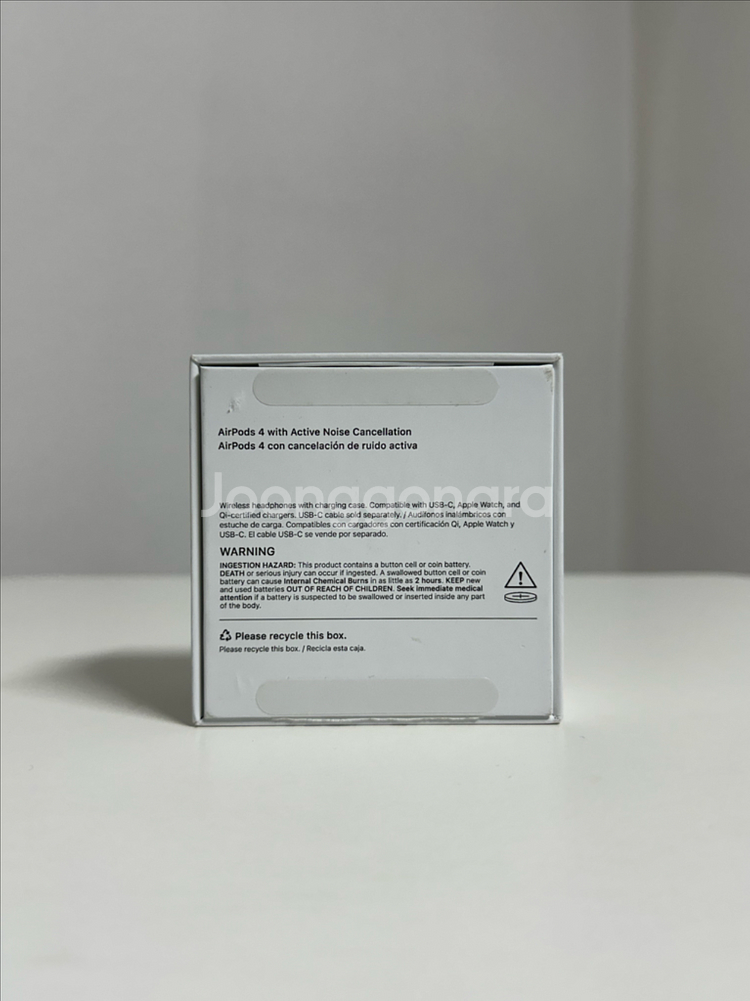 AirPods 4 with Active Noise Cancellation
AirPods 4 con cancelación de ruido activa
Joonggonara
Wireless headphones with charging case. Compatible with USB-C, Apple Watch, and
Qi-certified chargers. USB-C cable sold separately. / Audífonos inalámbricos con
estuche de carga. Compatibles con cargadores con certificación Qi, Apple Watch y
USB-C. El cable USB-C se vende por separado.
WARNING
INGESTION HAZARD: This product contains a button cell or coin battery.
DEATH or serious injury can occur if ingested. A swallowed button cell or coin
battery can cause Internal Chemical Burns in as little as 2 hours. KEEP new
and used batteries OUT OF REACH OF CHILDREN. Seek immediate medical
attention if a battery is suspected to be swallowed or inserted inside any part
of the body.
Please recycle this box.
Please recycle this box. / Recicla esta caja.